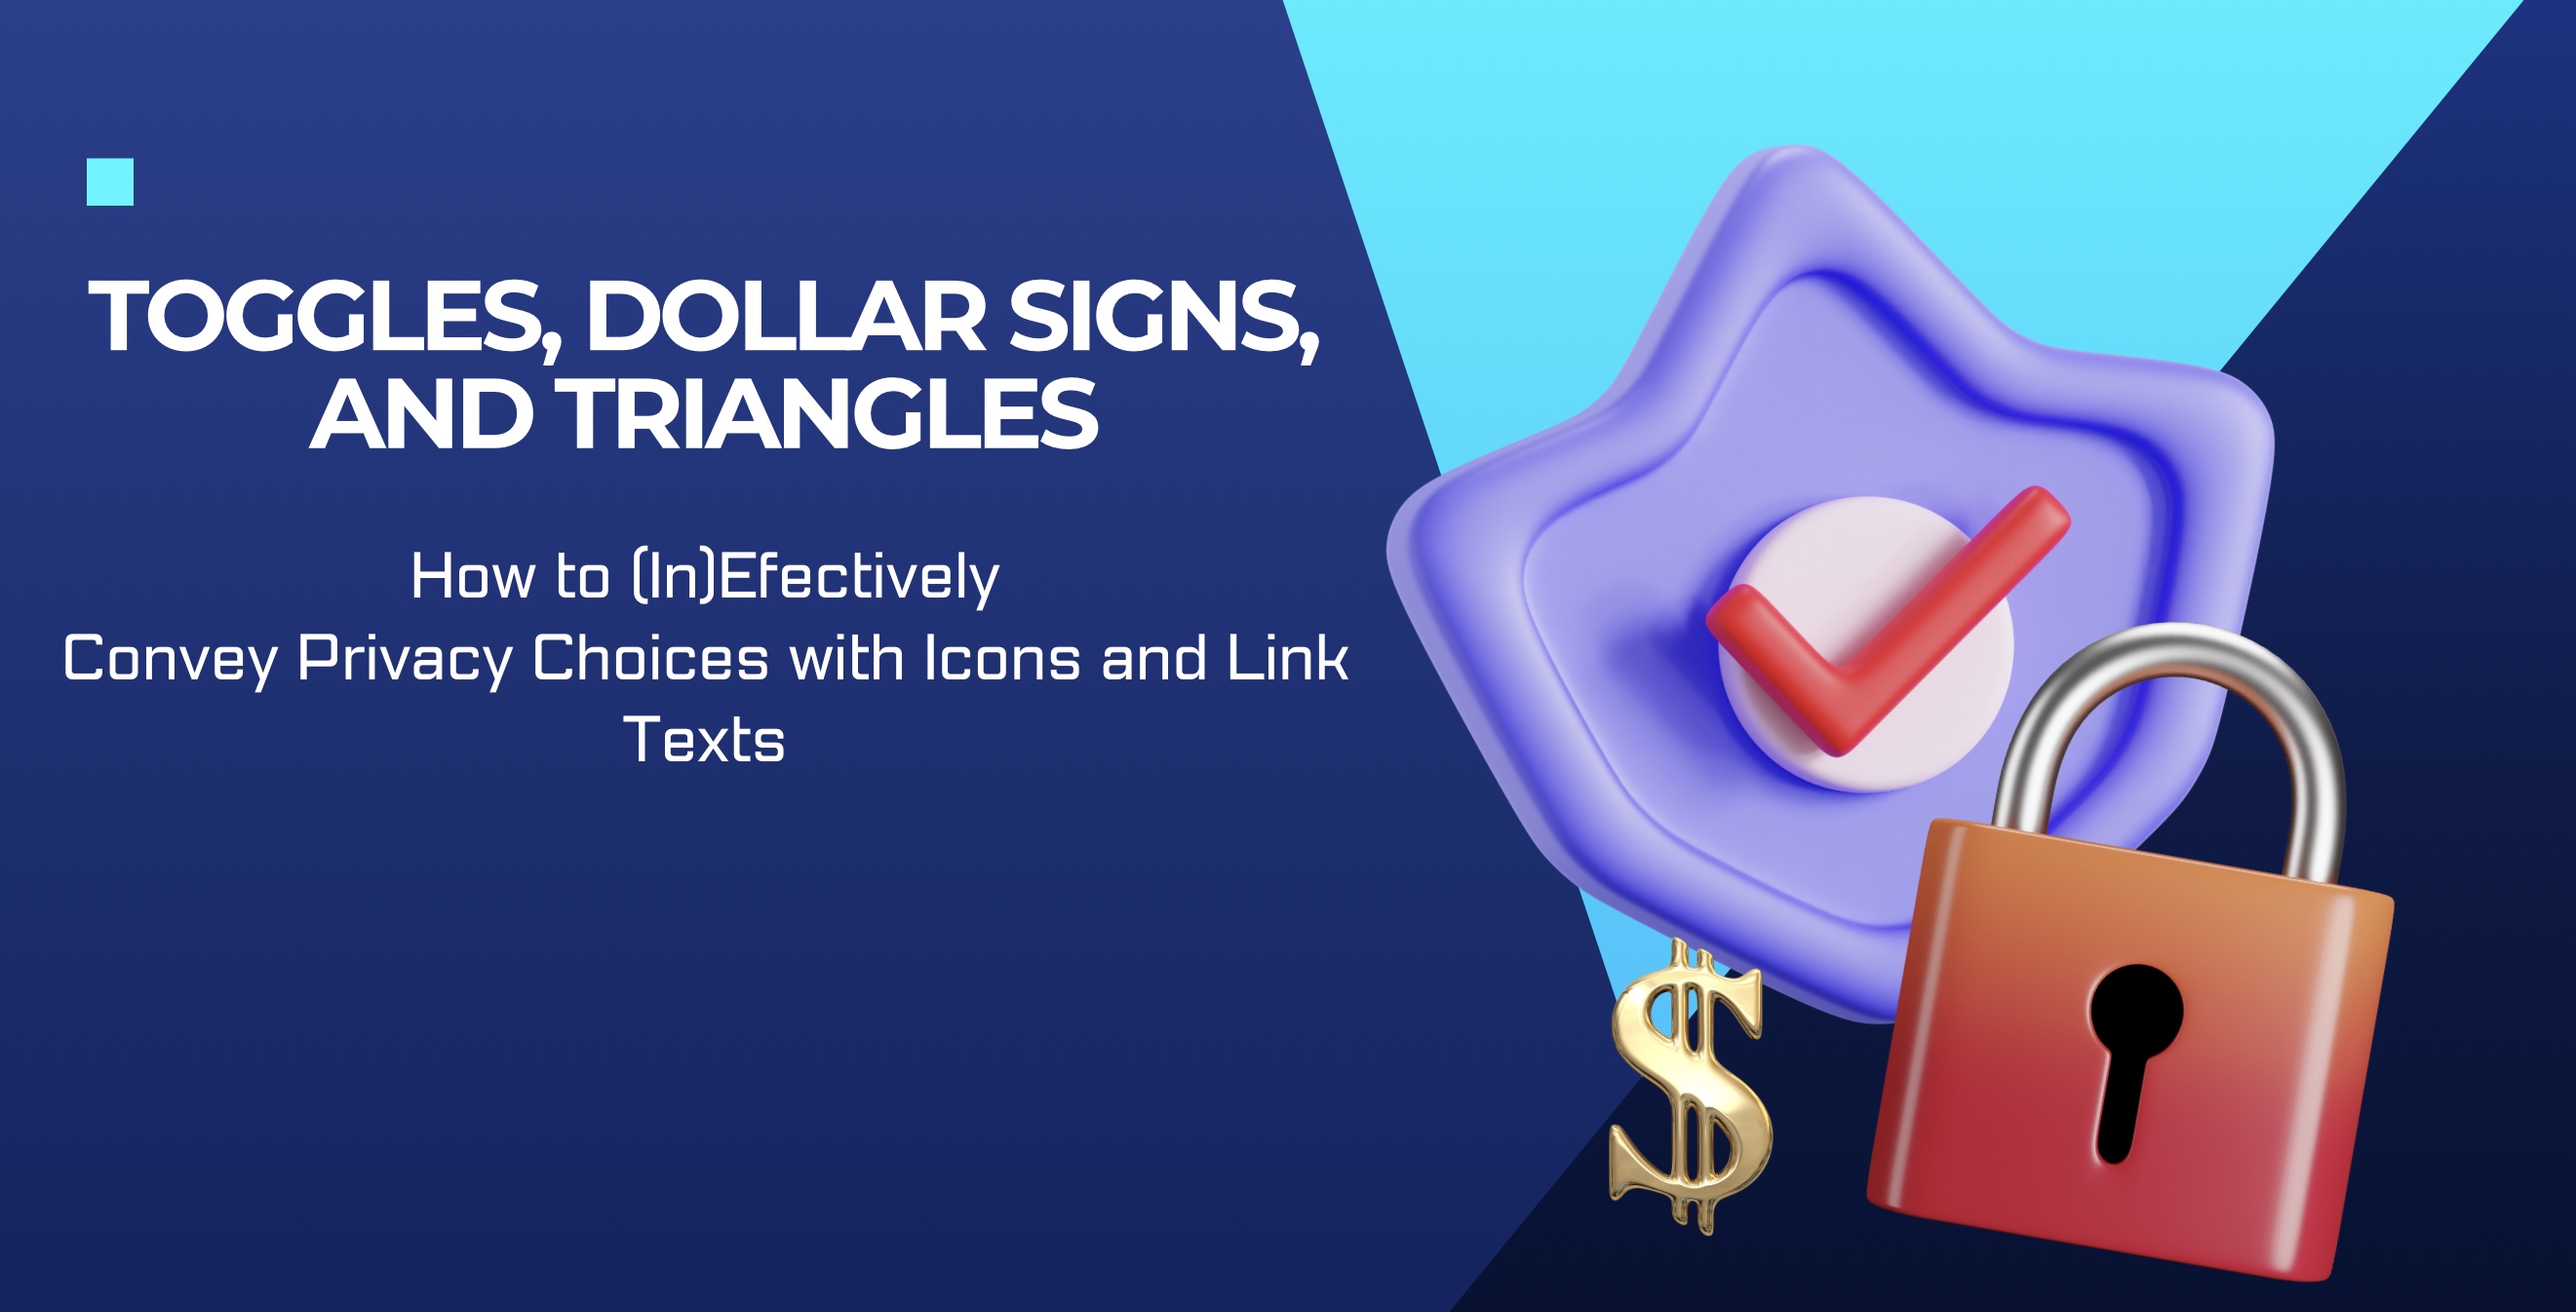 TOGGLES, DOLLAR SIGNS,
AND TRIANGLES
How to (In)Efectively
Convey Privacy Choices with Icons and Link
Texts
$